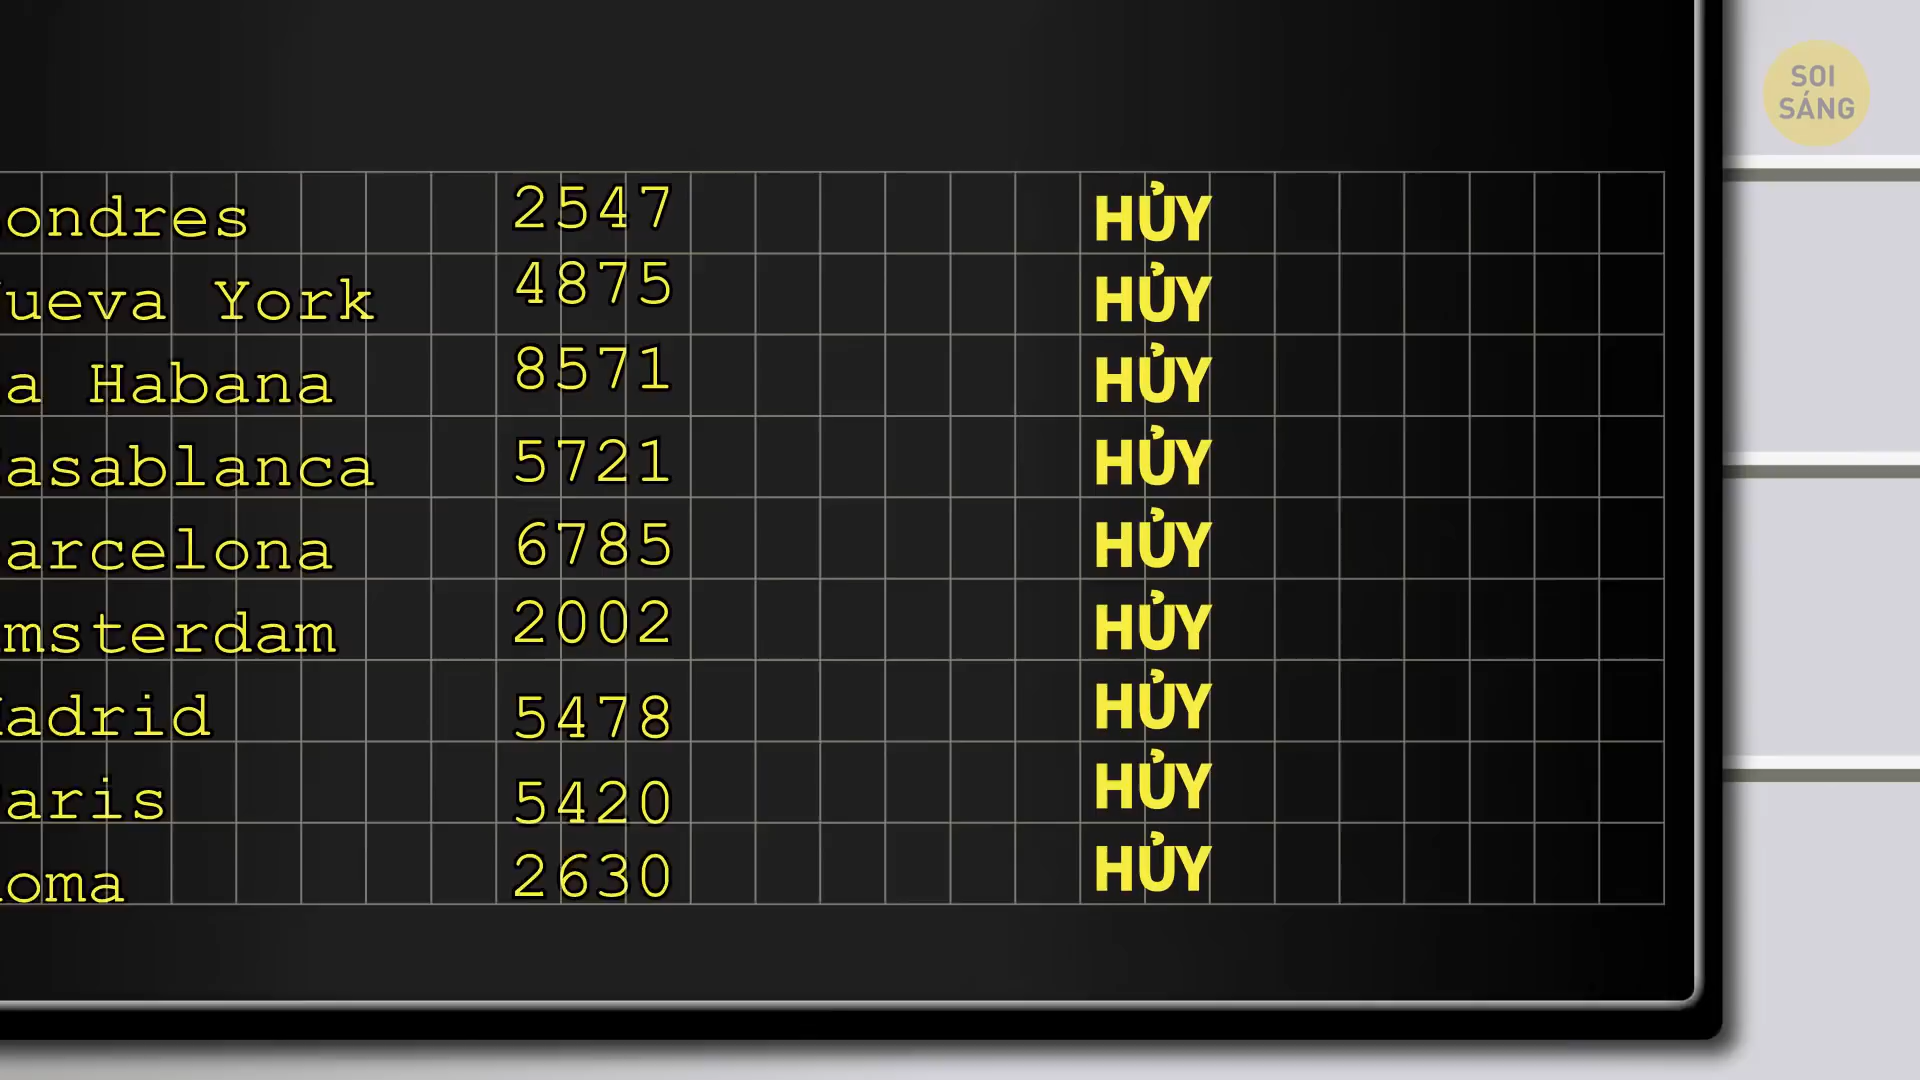 SOI
SÁNG
ondres 2547 HỦY
ueva York 4875 HỦY
a Habana 8571 HỦY
asablanca 5721 HỦY
arcelona 6785 HỦY
msterdam 2002 HỦY
adrid 5478 HỦY
aris 5420 HỦY
oma 2630 HỦY